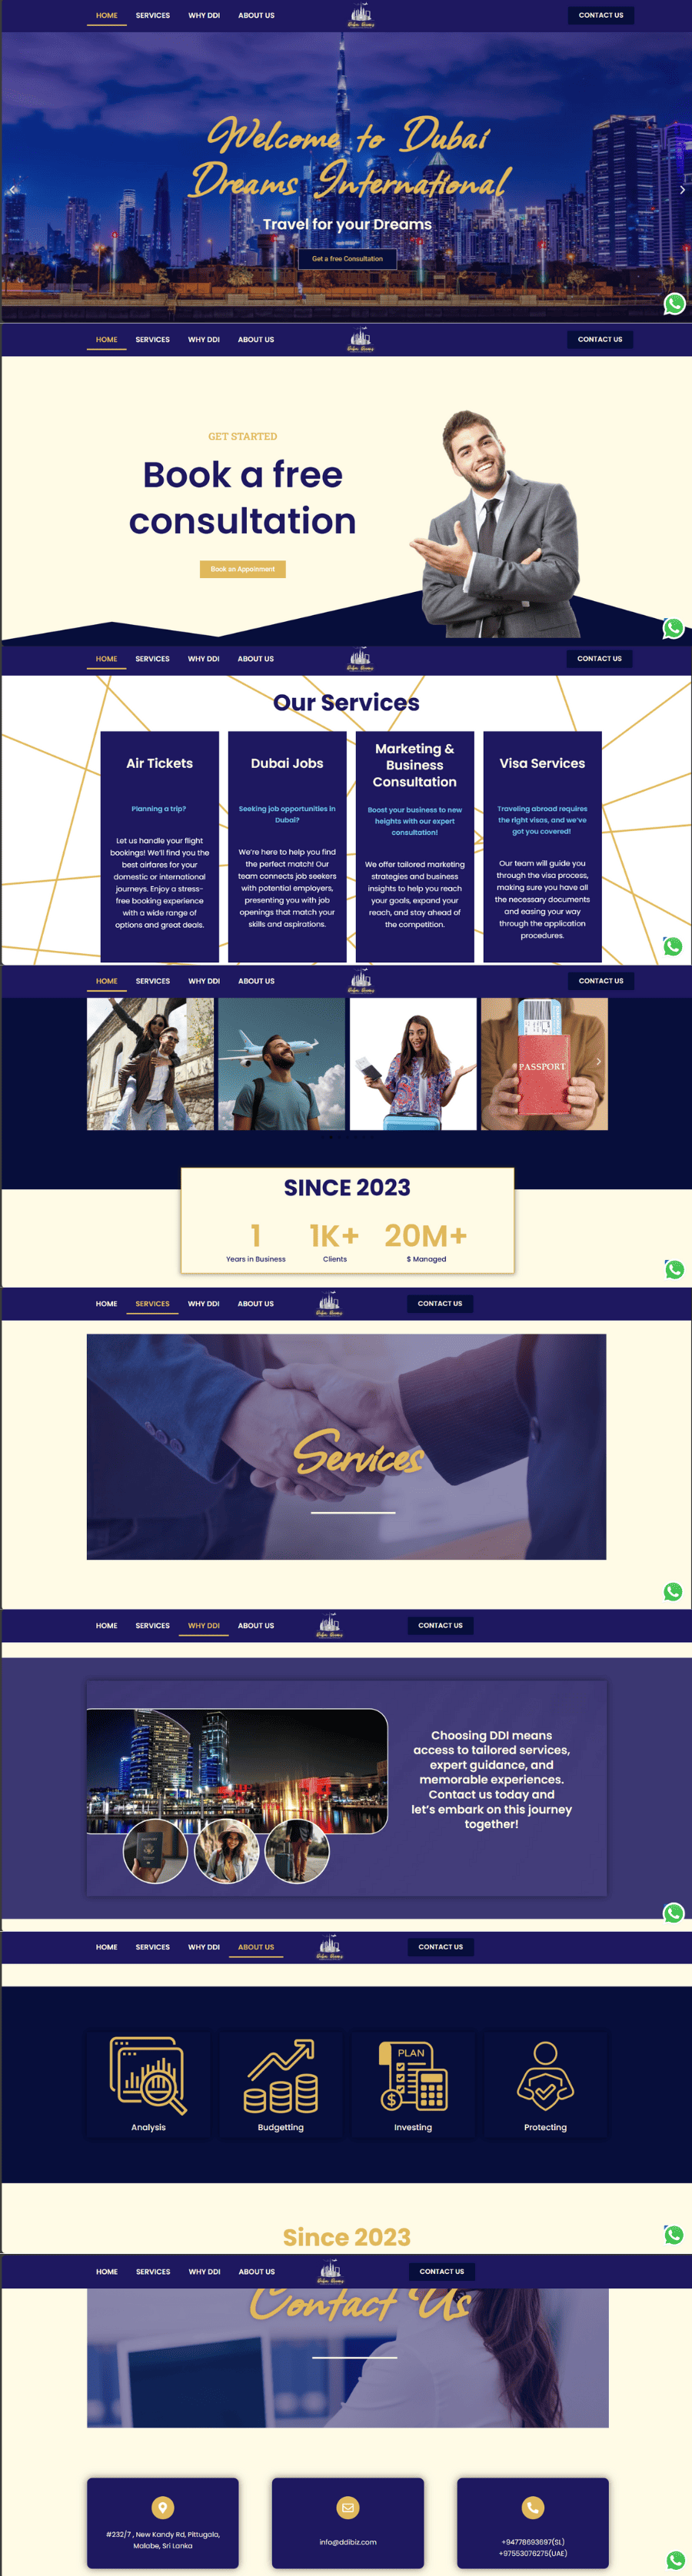 HOME SERVICES WHY DDI ABOUT US CONTACT US
Welcome to Dubai
Dreams International
Travel for your Dreams
Get a free Consultation
HOME SERVICES WHY DDI ABOUT US CONTACT US
GET STARTED
Book a free
consultation
Book an Appoinment
HOME SERVICES WHY DDI ABOUT US CONTACT US
Our Services
Air Tickets
Planning a trip?
Let us handle your flight
bookings! We'll find you the
best airfares for your
domestic or international
journeys. Enjoy a stress-
free booking experience
with a wide range of
options and great deals.
Dubai Jobs
Seeking job opportunities in
Dubai?
We're here to help you find
the perfect match! Our
team connects job seekers
with potential employers,
presenting you with job
openings that match your
skills and aspirations.
Marketing &
Business
Consultation
Boost your business to new
heights with our expert
consultation!
We offer tailored marketing
strategies and business
insights to help you reach
your goals, expand your
reach, and stay ahead of
the competition.
Visa Services
Traveling abroad requires
the right visas, and we've
got you covered!
Our team will guide you
through the visa process,
making sure you have all
the necessary documents
and easing your way
through the application
procedures.
HOME SERVICES WHY DDI ABOUT US CONTACT US
PASSPORT
SINCE 2023
1 1K+ 20M+
Years in Business Clients $ Managed
HOME SERVICES WHY DDI ABOUT US CONTACT US
Services
HOME SERVICES WHY DDI ABOUT US CONTACT US
Choosing DDI means
access to tailored services,
expert guidance, and
memorable experiences.
Contact us today and
let's embark on this journey
together!
HOME SERVICES WHY DDI ABOUT US CONTACT US
PLAN
Analysis Budgetting Investing Protecting
Since 2023
HOME SERVICES WHY DDI ABOUT US CONTACT US
Contact Us
#232/7 , New Kandy Rd, Pittugala,
Malabe, Sri Lanka
info@ddibiz.com
+94778693697(SL)
+97553076275(UAE)